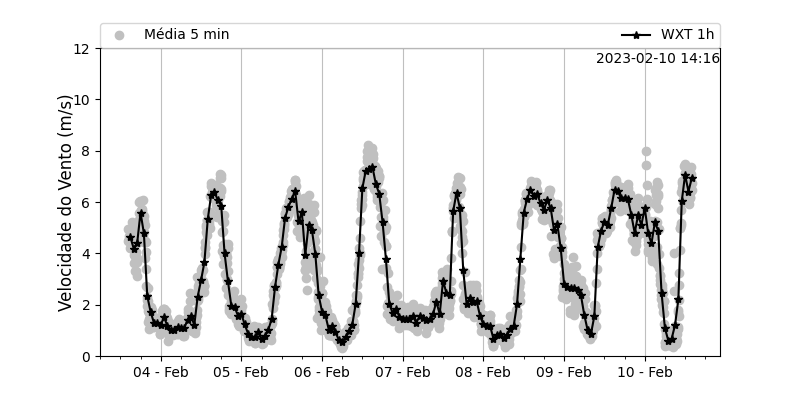 Média 5 min
WXT 1h
2023-02-10 14:16
Velocidade do Vento (m/s)
12
10
8
6
4
2
0
04 - Feb
05 - Feb
06 - Feb
07 - Feb
08 - Feb
09 - Feb
10 - Feb